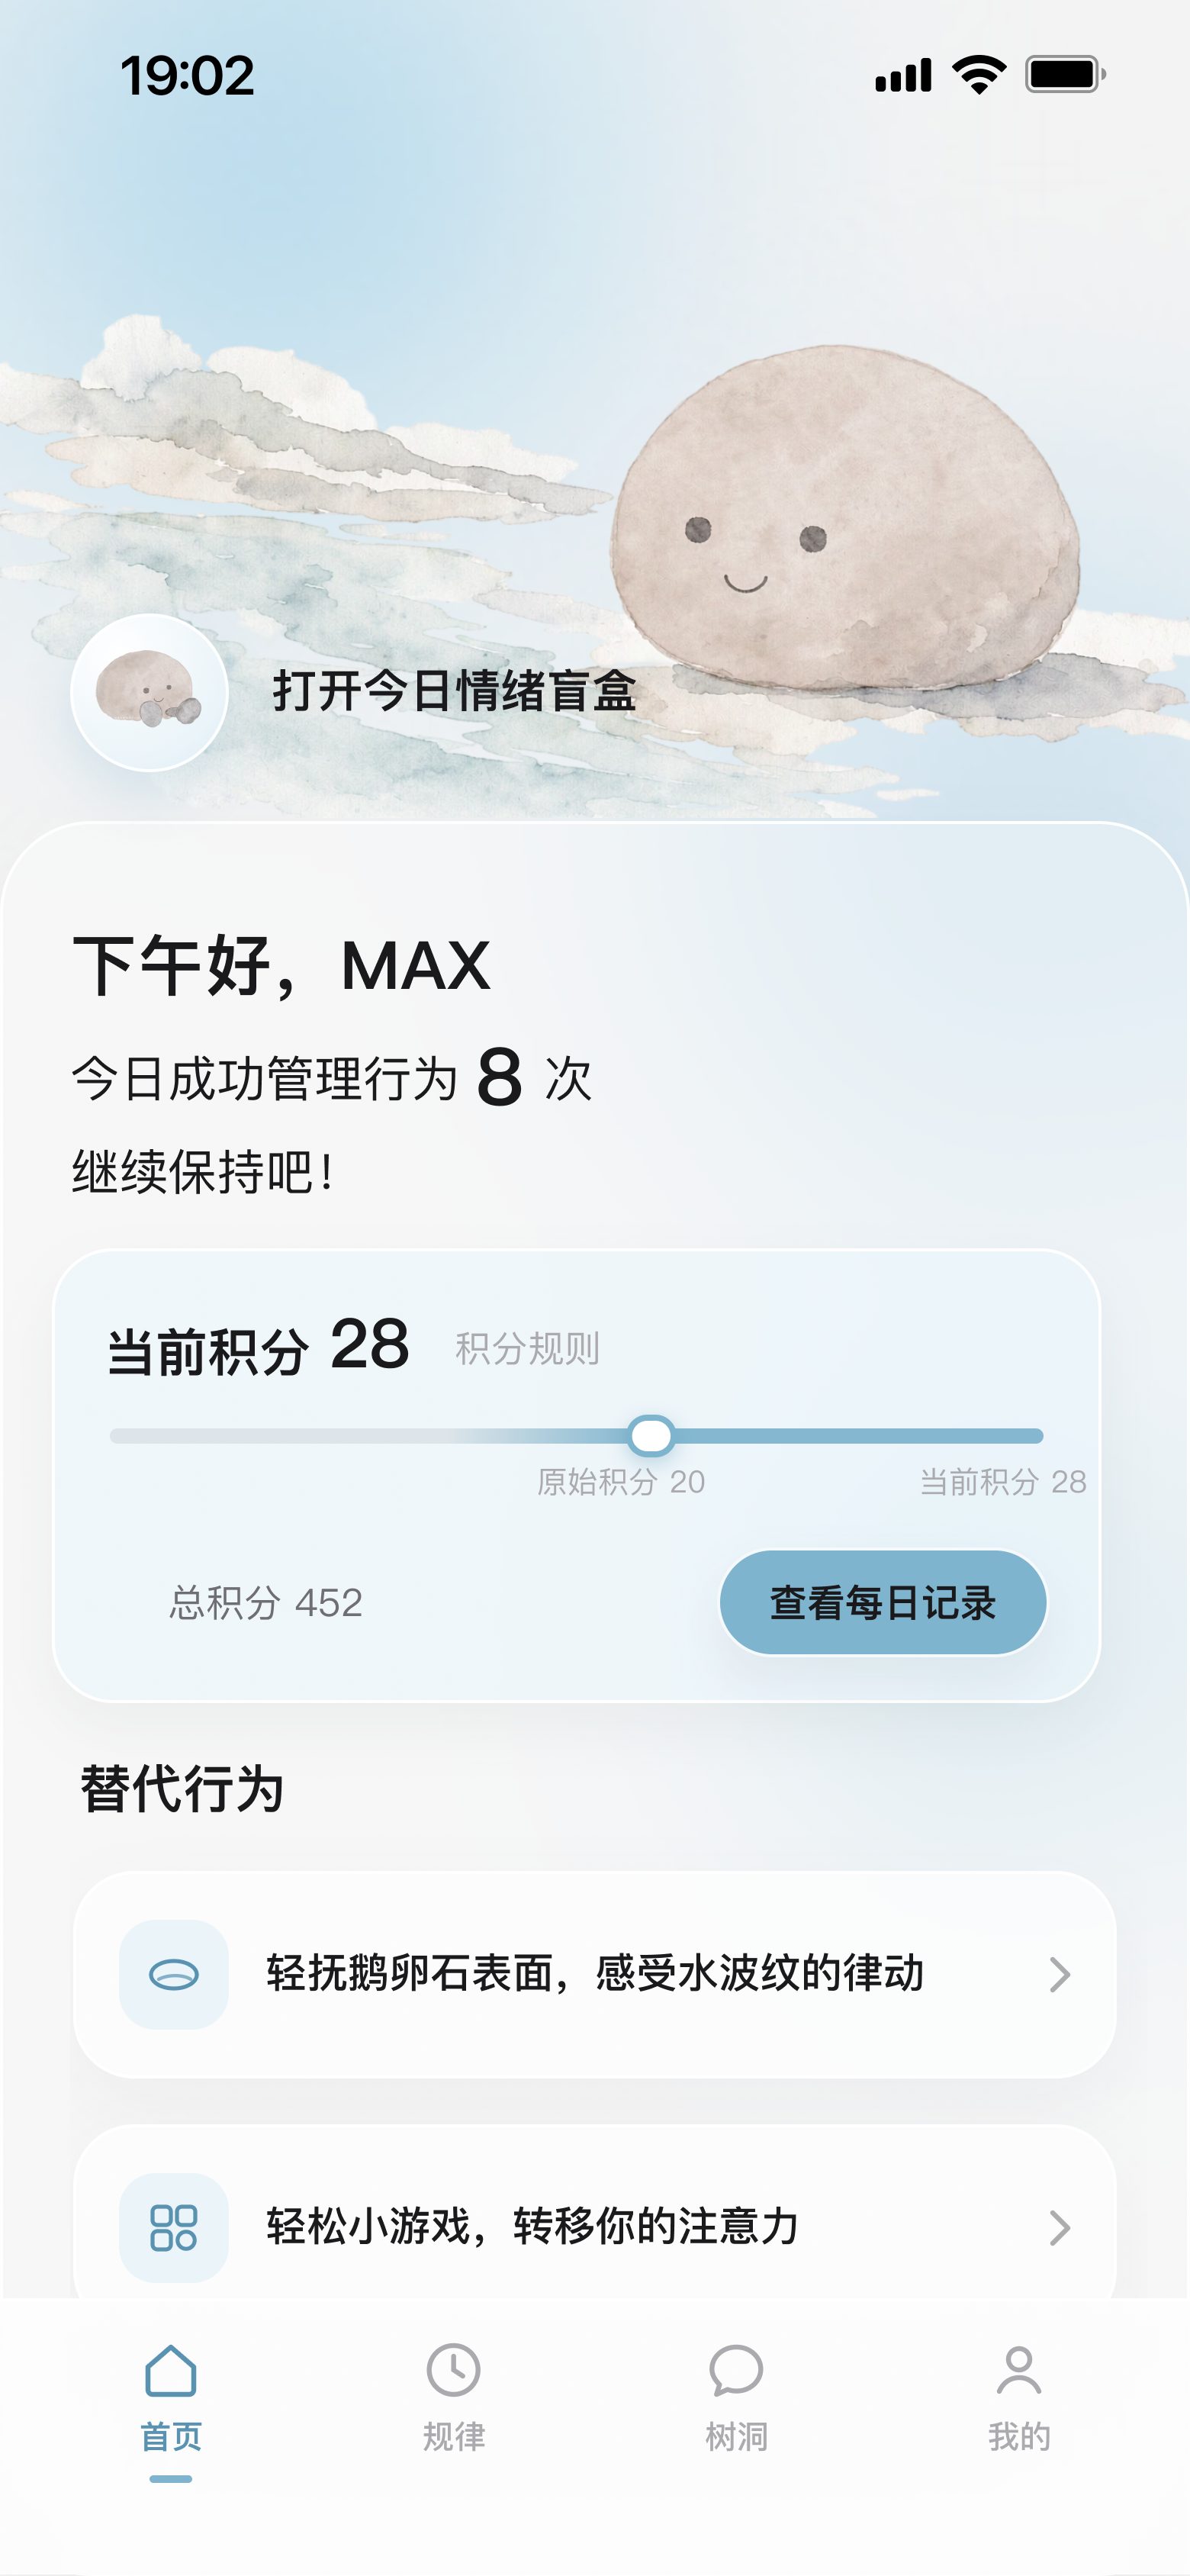 19:02
打开今日情绪盲盒
下午好，MAX
今日成功管理行为 8 次
继续保持吧！
当前积分 28 积分规则
原始积分 20 当前积分 28
总积分 452 查看每日记录
替代行为
轻抚鹅卵石表面，感受水波纹的律动
轻松小游戏，转移你的注意力
首页 规律 树洞 我的